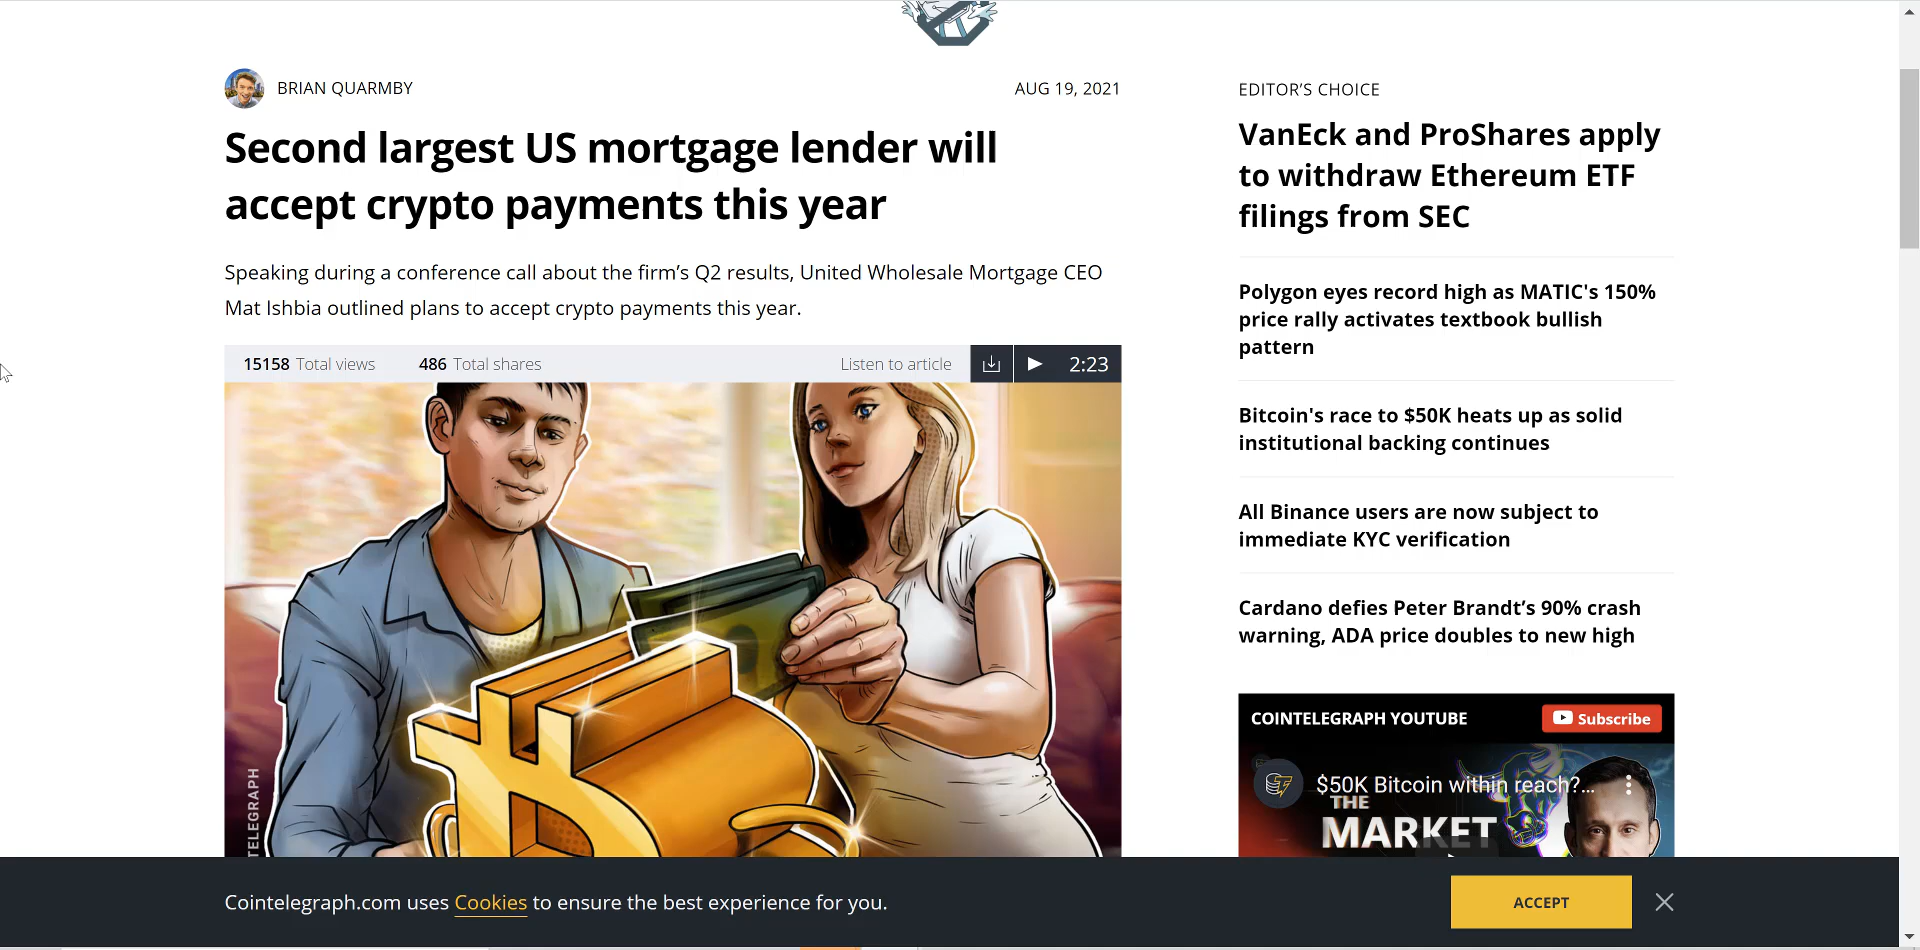 BRIAN QUARMBY
AUG 19, 2021
Second largest US mortgage lender will
accept crypto payments this year
Speaking during a conference call about the firm’s Q2 results, United Wholesale Mortgage CEO
Mat Ishbia outlined plans to accept crypto payments this year.
15158 Total views 486 Total shares
Listen to article 2:23
TELEGRAPH
EDITOR’S CHOICE
VanEck and ProShares apply
to withdraw Ethereum ETF
filings from SEC
Polygon eyes record high as MATIC's 150%
price rally activates textbook bullish
pattern
Bitcoin's race to $50K heats up as solid
institutional backing continues
All Binance users are now subject to
immediate KYC verification
Cardano defies Peter Brandt’s 90% crash
warning, ADA price doubles to new high
COINTELEGRAPH YOUTUBE
Subscribe
$50K Bitcoin within reach?...
THE
MARKET
Cointelegraph.com uses Cookies to ensure the best experience for you.
ACCEPT